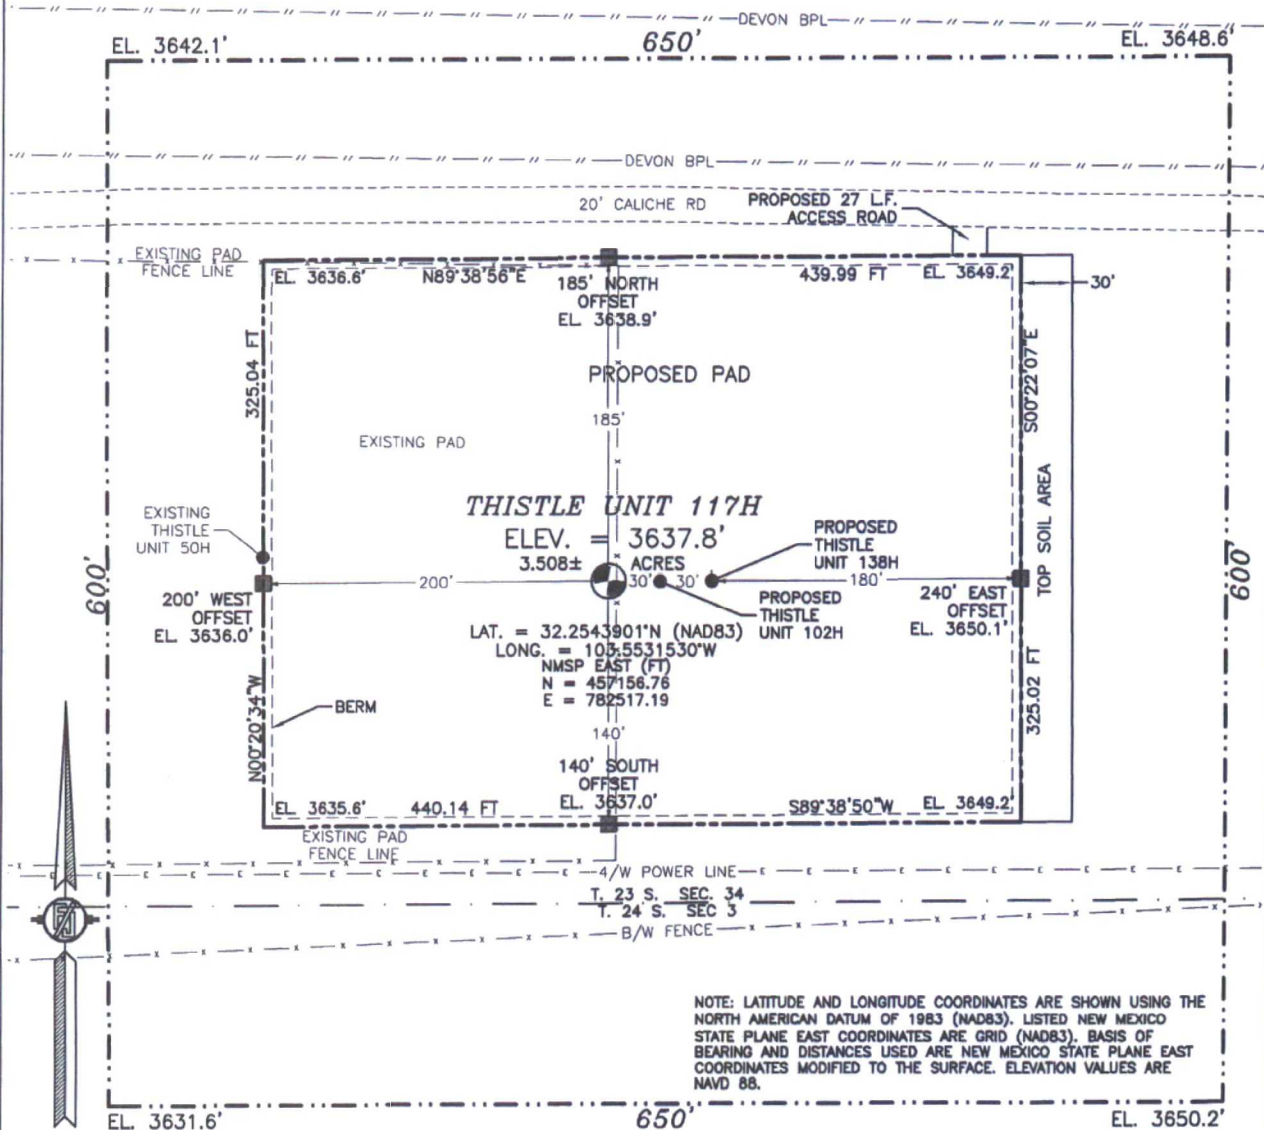 DEVON BPL
EL. 3642.1'
650'
EL. 3648.6'
DEVON BPL
20' CALICHE RD
PROPOSED 27 L.F.
ACCESS ROAD
EXISTING PAD
FENCE LINE
EL. 3636.6'
N89°38'56"E
185' NORTH
OFFSET
EL. 3638.9'
439.99 FT
EL. 3649.2'
30'
325.04 FT
PROPOSED PAD
S00°22'07"E
185'
EXISTING PAD
THISTLE UNIT 117H
ELEV. = 3637.8'
3.508± ACRES
EXISTING
THISTLE
UNIT 50H
PROPOSED
THISTLE
UNIT 138H
TOP SOIL AREA
600'
200'
30'
30'
180'
600'
200' WEST
OFFSET
EL. 3636.0'
PROPOSED
THISTLE
UNIT 102H
240' EAST
OFFSET
EL. 3650.1'
LAT. = 32.2543901°N (NAD83)
LONG. = 103.5531530°W
NMSP EAST (FT)
N = 457156.76
E = 782517.19
N00°20'34"W
BERM
325.02 FT
140'
140' SOUTH
OFFSET
EL. 3637.0'
EL. 3635.6'
440.14 FT
S89°38'50"W
EL. 3649.2'
EXISTING PAD
FENCE LINE
4/W POWER LINE
T. 23 S. SEC. 34
T. 24 S. SEC 3
B/W FENCE
NOTE: LATITUDE AND LONGITUDE COORDINATES ARE SHOWN USING THE
NORTH AMERICAN DATUM OF 1983 (NAD83). LISTED NEW MEXICO
STATE PLANE EAST COORDINATES ARE GRID (NAD83). BASIS OF
BEARING AND DISTANCES USED ARE NEW MEXICO STATE PLANE EAST
COORDINATES MODIFIED TO THE SURFACE. ELEVATION VALUES ARE
NAVD 88.
EL. 3631.6'
650'
EL. 3650.2'